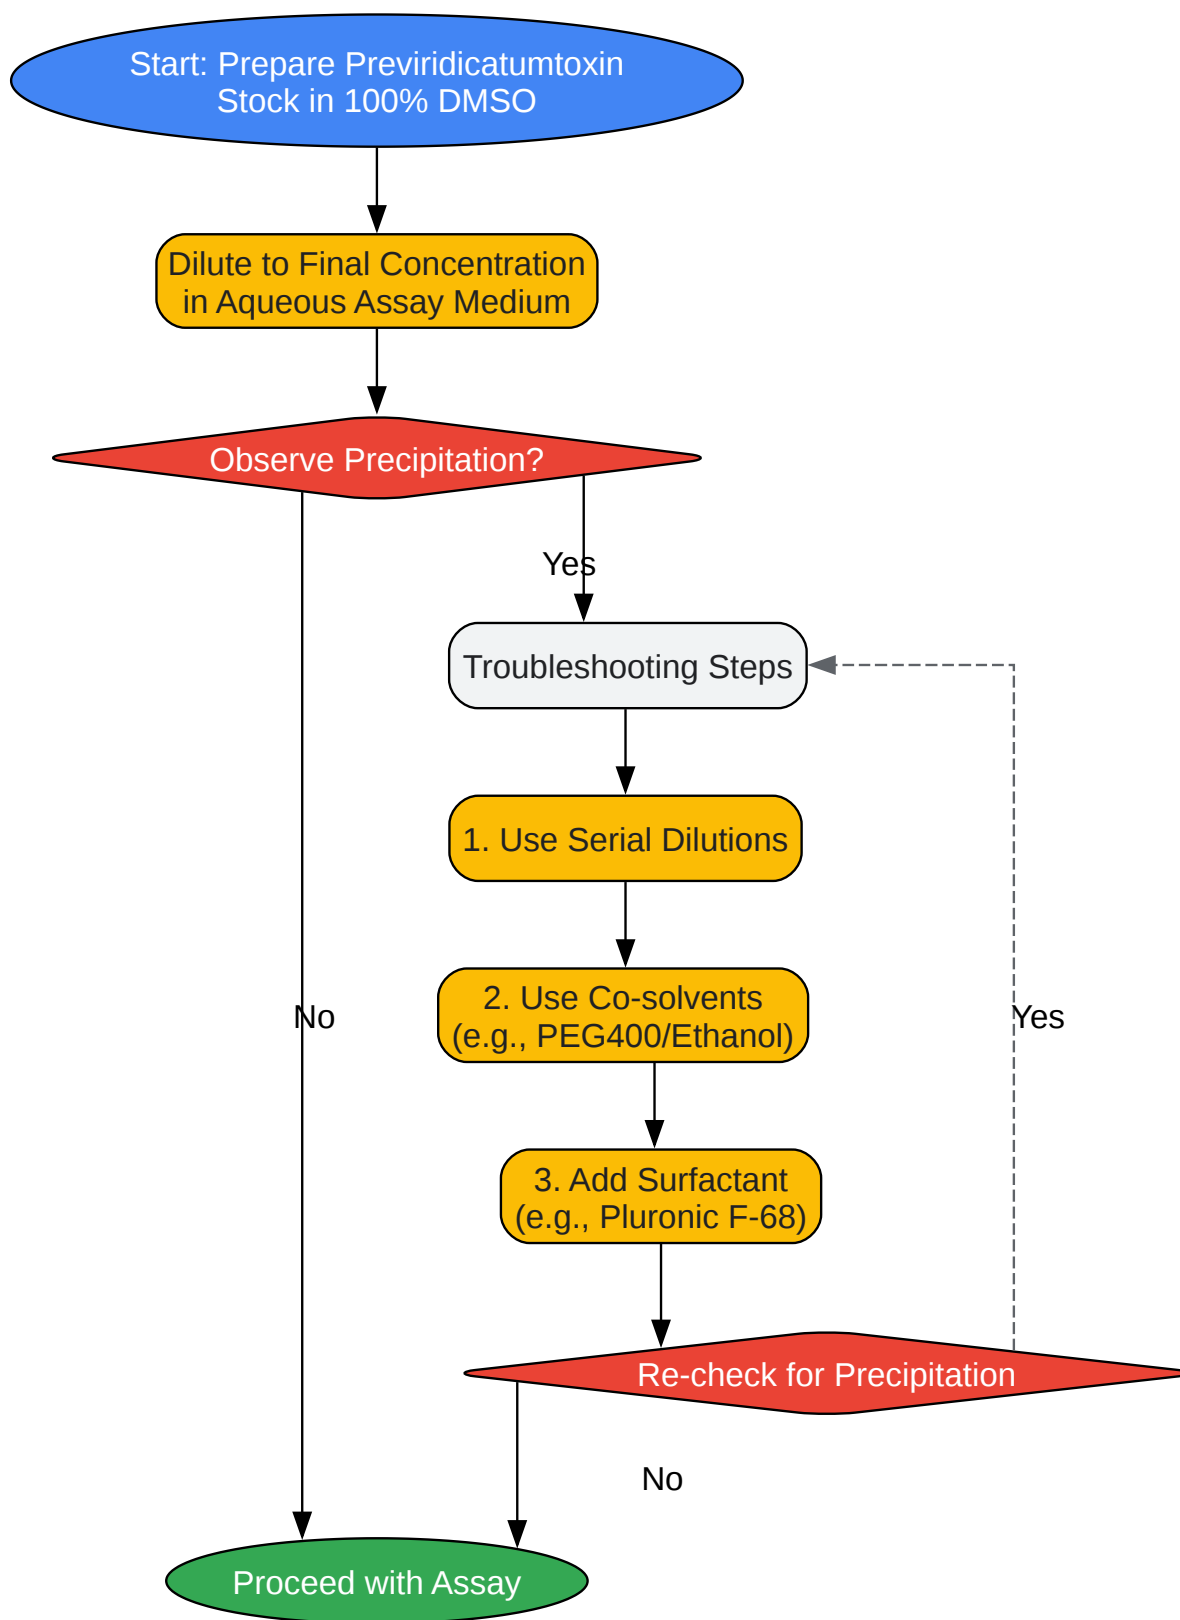 Start: Prepare Previridicatumtoxin
Stock in 100% DMSO
Dilute to Final Concentration
in Aqueous Assay Medium
Observe Precipitation?
Yes
Troubleshooting Steps
1. Use Serial Dilutions
2. Use Co-solvents
(e.g., PEG400/Ethanol)
No
Yes
3. Add Surfactant
(e.g., Pluronic F-68)
Re-check for Precipitation
No
Proceed with Assay